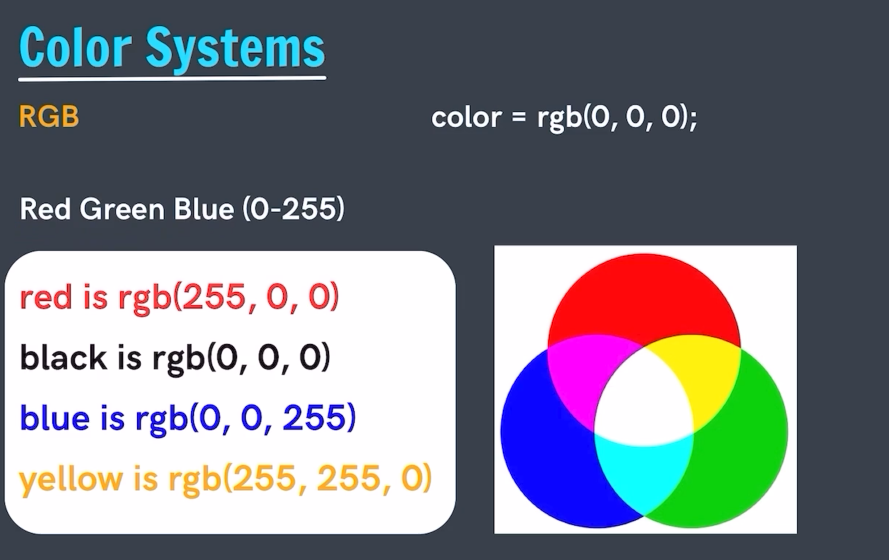 Color Systems
RGB
color = rgb(0, 0, 0);
Red Green Blue (0-255)
red is rgb(255, 0, 0)
black is rgb(0, 0, 0)
blue is rgb(0, 0, 255)
yellow is rgb(255, 255, 0)